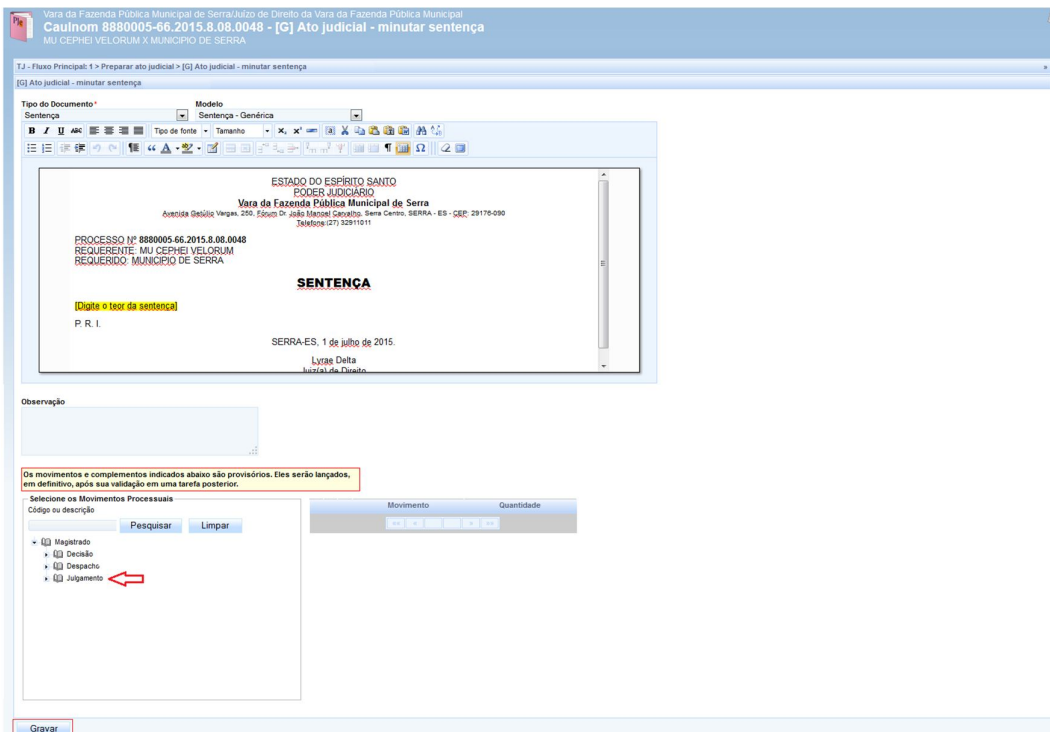 Vara da Fazenda Pública Municipal de Serra/Juízo de Direito da Vara da Fazenda Pública Municipal
Caulnom 8880005-66.2015.8.08.0048 - [G] Ato judicial - minutar sentença
MU CEPHEI VELORUM X MUNICIPIO DE SERRA
TJ - Fluxo Principal: 1 > Preparar ato judicial > [G] Ato judicial - minutar sentença
[G] Ato judicial - minutar sentença
Tipo do Documento* Modelo
Sentença Sentença - Genérica
B I U ABC Tipo de fonte Tamanho
ESTADO DO ESPÍRITO SANTO
PODER JUDICIÁRIO
Vara da Fazenda Pública Municipal de Serra
Avenida Getúlio Vargas, 250, Fórum Dr. João Manoel Carvalho, Serra Centro, SERRA - ES - CEP: 29176-090
Telefone:(27) 32911011
PROCESSO Nº 8880005-66.2015.8.08.0048
REQUERENTE: MU CEPHEI VELORUM
REQUERIDO: MUNICIPIO DE SERRA
SENTENÇA
[Digite o teor da sentença]
P. R. I.
SERRA-ES, 1 de julho de 2015.
Lyrae Delta
Juiz(a) de Direito
Observação
Os movimentos e complementos indicados abaixo são provisórios. Eles serão lançados,
em definitivo, após sua validação em uma tarefa posterior.
Selecione os Movimentos Processuais
Código ou descrição
Pesquisar Limpar
Movimento Quantidade
Magistrado
Decisão
Despacho
Julgamento
Gravar